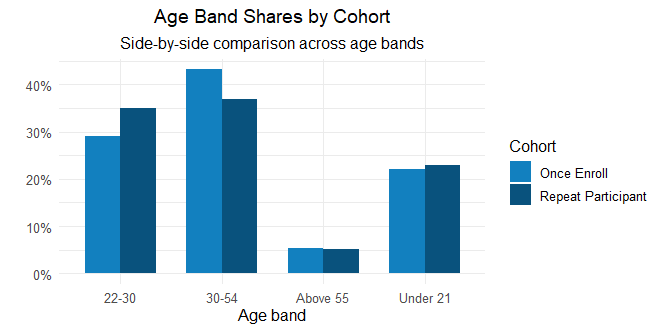 Age Band Shares by Cohort
Side-by-side comparison across age bands
40%
30%
20%
10%
0%
22-30 30-54 Above 55 Under 21
Age band
Cohort
Once Enroll
Repeat Participant